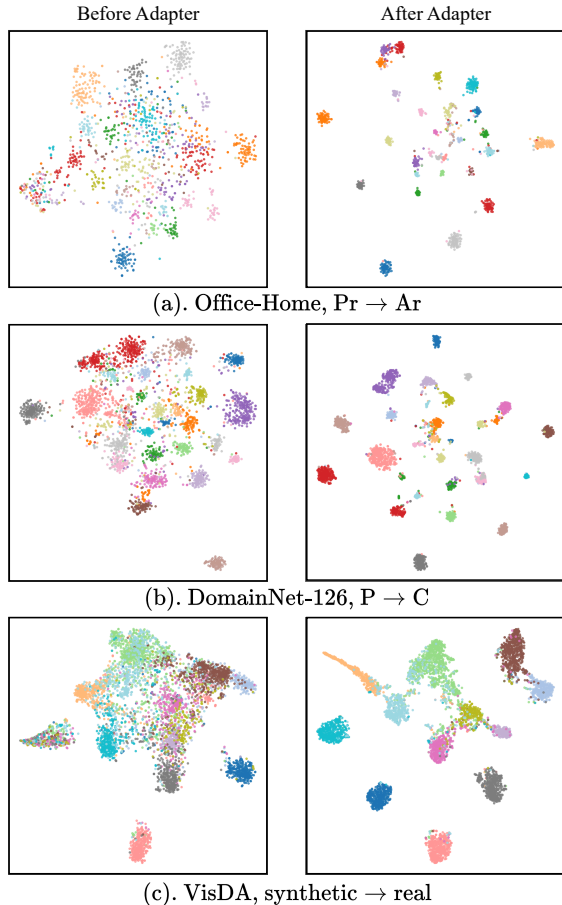 Before Adapter After Adapter
(a). Office-Home, Pr → Ar
(b). DomainNet-126, P → C
(c). VisDA, synthetic → real